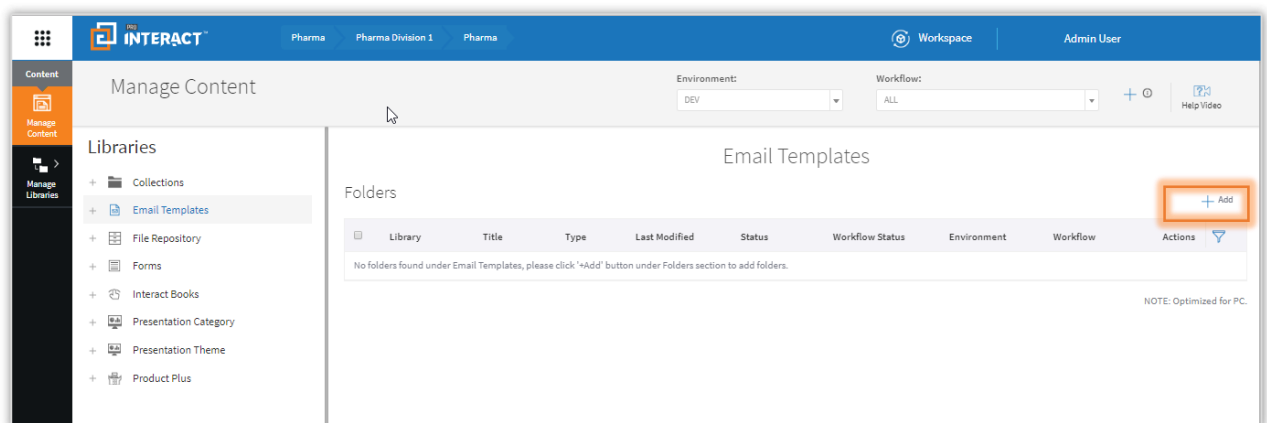 PRO
INTERACT™
Pharma
Pharma Division 1
Pharma
Workspace
Admin User
Content
Manage Content
Manage Libraries
Manage Content
Environment:
DEV
Workflow:
ALL
Help Video
Libraries
Collections
Email Templates
File Repository
Forms
Interact Books
Presentation Category
Presentation Theme
Product Plus
Email Templates
Folders
+ Add
Library Title Type Last Modified Status Workflow Status Environment Workflow Actions
No folders found under Email Templates, please click '+Add' button under Folders section to add folders.
NOTE: Optimized for PC.